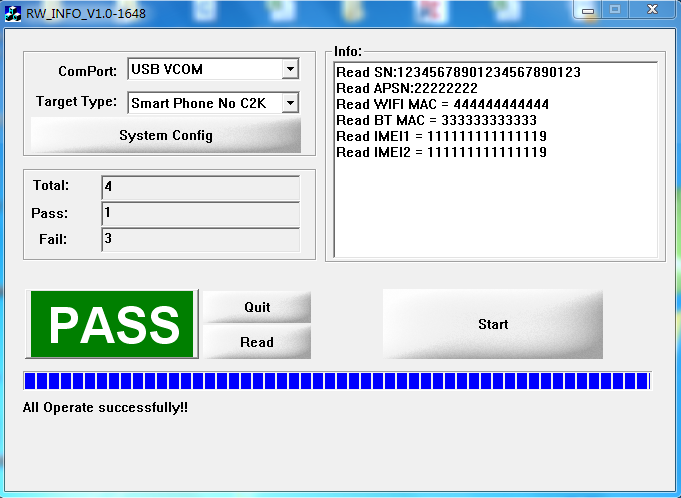 RW_INFO_V1.0-1648
ComPort: USB VCOM
Target Type: Smart Phone No C2K
System Config
Info:
Read SN:12345678901234567890123
Read APSN:22222222
Read WIFI MAC = 444444444444
Read BT MAC = 333333333333
Read IMEI1 = 111111111111119
Read IMEI2 = 111111111111119
Total: 4
Pass: 1
Fail: 3
PASS
Quit
Read
Start
All Operate successfully!!